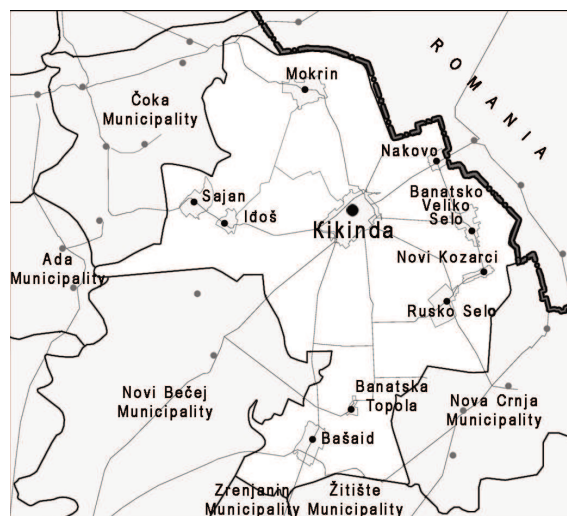 ROMANIA
Mokrin
Čoka
Municipality
Nakovo
Banatsko
Veliko
Selo
Sajan
Iđoš
Kikinda
Ada
Municipality
Novi Kozarci
Rusko Selo
Novi Bečej
Municipality
Banatska
Topola
Nova Crnja
Municipality
Bašaid
Zrenjanin
Municipality
Žitište
Municipality